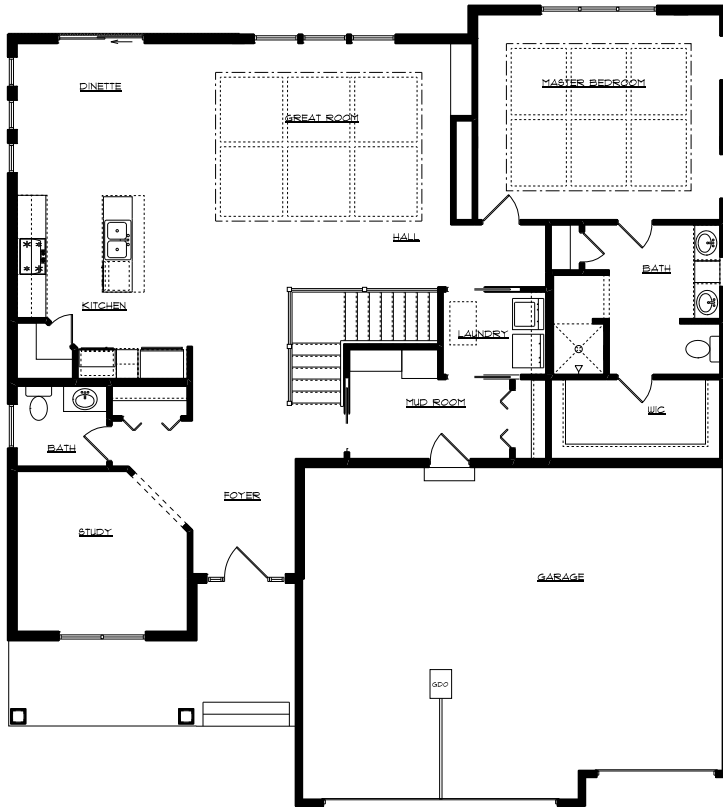 MASTER BEDROOM
DINETTE
GREAT ROOM
HALL
BATH
KITCHEN
LAUNDRY
MUD ROOM
WIC
BATH
FOYER
STUDY
GARAGE
GDO